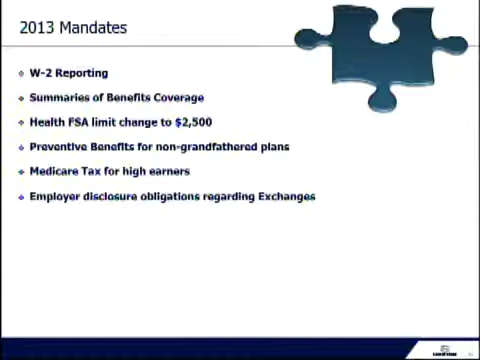 2013 Mandates
W-2 Reporting
Summaries of Benefits Coverage
Health FSA limit change to $2,500
Preventive Benefits for non-grandfathered plans
Medicare Tax for high earners
Employer disclosure obligations regarding Exchanges